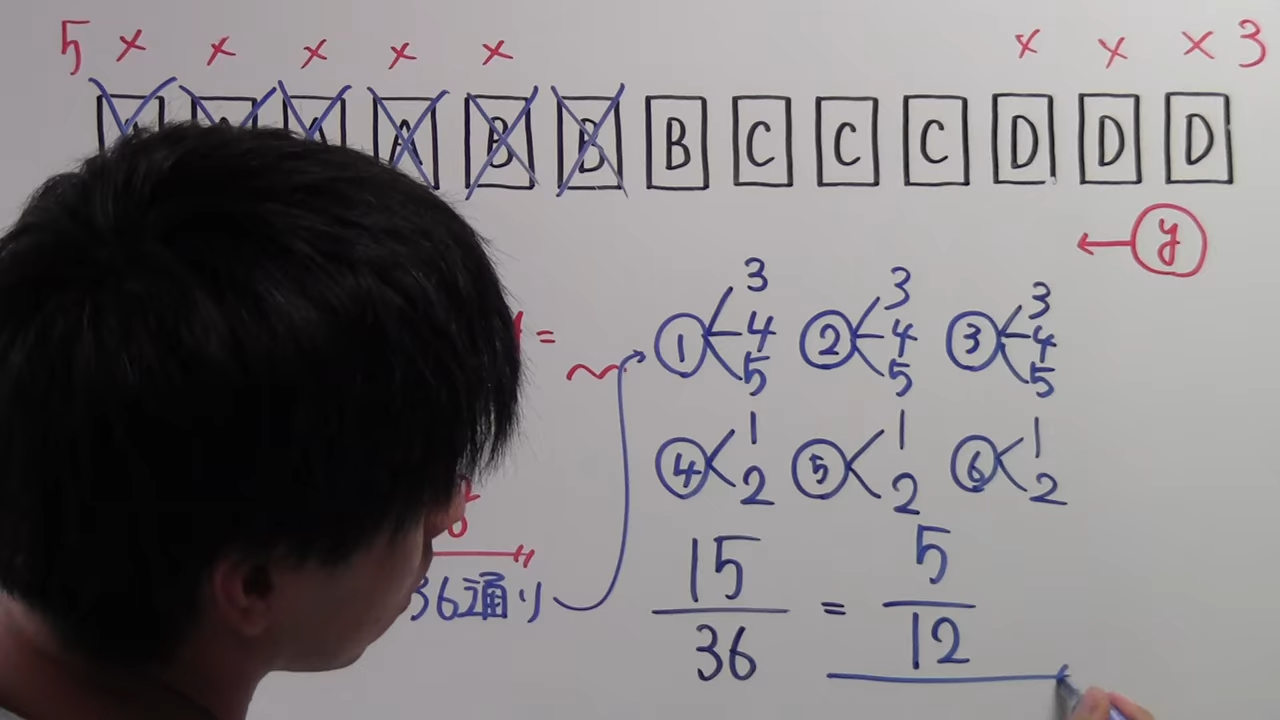 5 × × × × × × × × 3
A A A A B B B C C C D D D
y
=
① 3 4 5 ② 3 4 5 ③ 3 4 5
④ 1 2 ⑤ 1 2 ⑥ 1 2
36通り
15/36 = 5/12